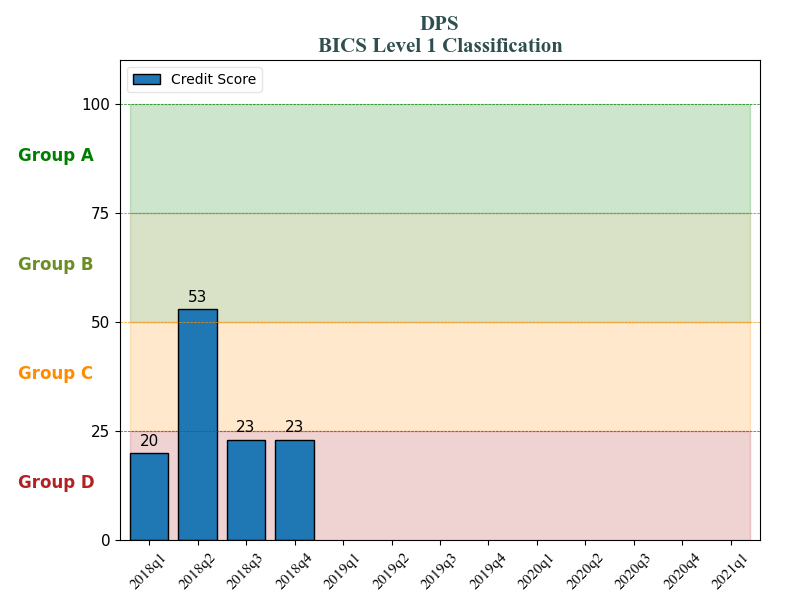 DPS
BICS Level 1 Classification
Credit Score
100
Group A
75
Group B
53
50
Group C
25
23
23
20
Group D
0
2018q1
2018q2
2018q3
2018q4
2019q1
2019q2
2019q3
2019q4
2020q1
2020q2
2020q3
2020q4
2021q1